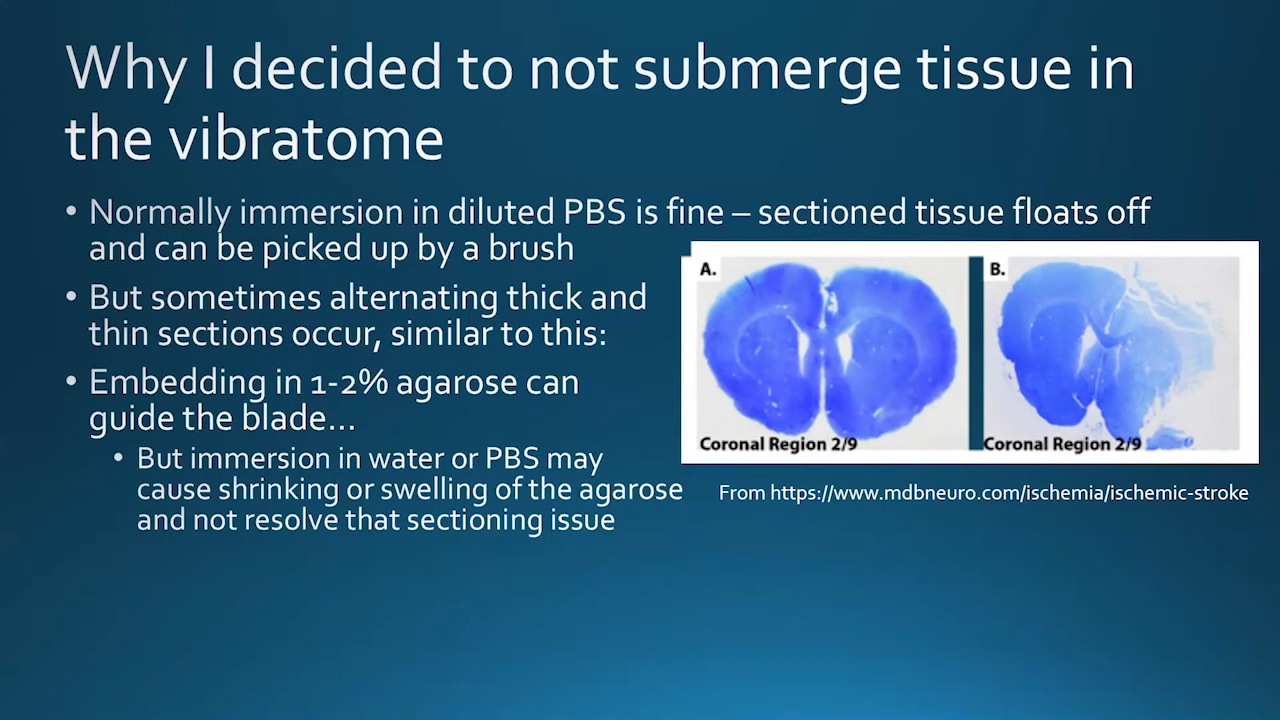 Why I decided to not submerge tissue in
the vibratome
• Normally immersion in diluted PBS is fine – sectioned tissue floats off
and can be picked up by a brush
• But sometimes alternating thick and
thin sections occur, similar to this:
• Embedding in 1-2% agarose can
guide the blade...
• But immersion in water or PBS may
cause shrinking or swelling of the agarose
and not resolve that sectioning issue
A.
B.
Coronal Region 2/9
Coronal Region 2/9
From https://www.mdbneuro.com/ischemia/ischemic-stroke